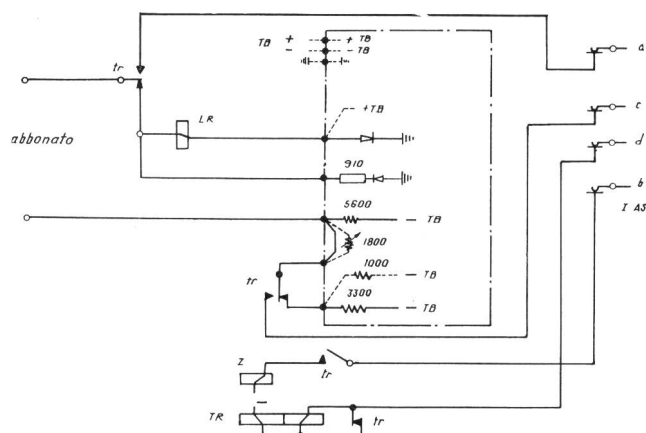 + + TB
TB
- - TB
a
tr
+TB
c
LR
abbonato
d
910
b
5600
I AS
- TB
1800
1000
- TB
tr
3300
- TB
Z
tr
-
TR
tr